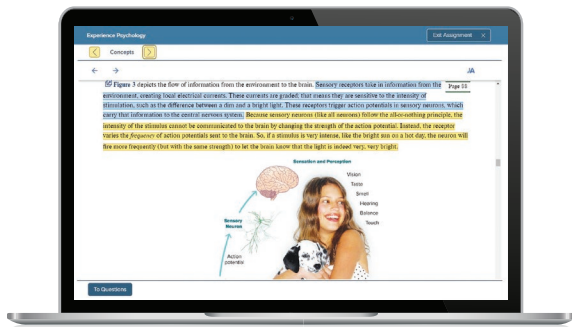 Experience Psychology
Exit Assignment X
Concepts
Figure 3 depicts the flow of information from the environment to the brain. Sensory receptors take in information from the
Page 88
environment, creating local electrical currents. These currents are graded; that means they are sensitive to the intensity of
stimulation, such as the difference between a dim and a bright light. These receptors trigger action potentials in sensory neurons, which
carry that information to the central nervous system. Because sensory neurons (like all neurons) follow the all-or-nothing principle, the
intensity of the stimulus cannot be communicated to the brain by changing the strength of the action potential. Instead, the receptor
varies the frequency of action potentials sent to the brain. So, if a stimulus is very intense, like the bright sun on a hot day, the neuron will
fire more frequently (but with the same strength) to let the brain know that the light is indeed very, very bright.
Sensation and Perception
Vision
Taste
Smell
Hearing
Balance
Touch
Sensory
Neuron
Action
potential
To Questions